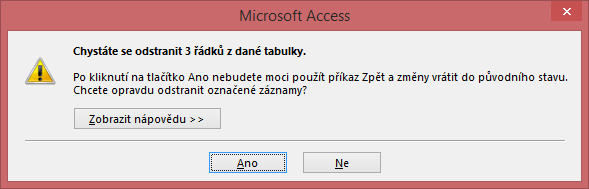 Microsoft Access
Chystáte se odstranit 3 řádků z dané tabulky.
Po kliknutí na tlačítko Ano nebudete moci použít příkaz Zpět a změny vrátit do původního stavu.
Chcete opravdu odstranit označené záznamy?
Zobrazit nápovědu >>
Ano
Ne